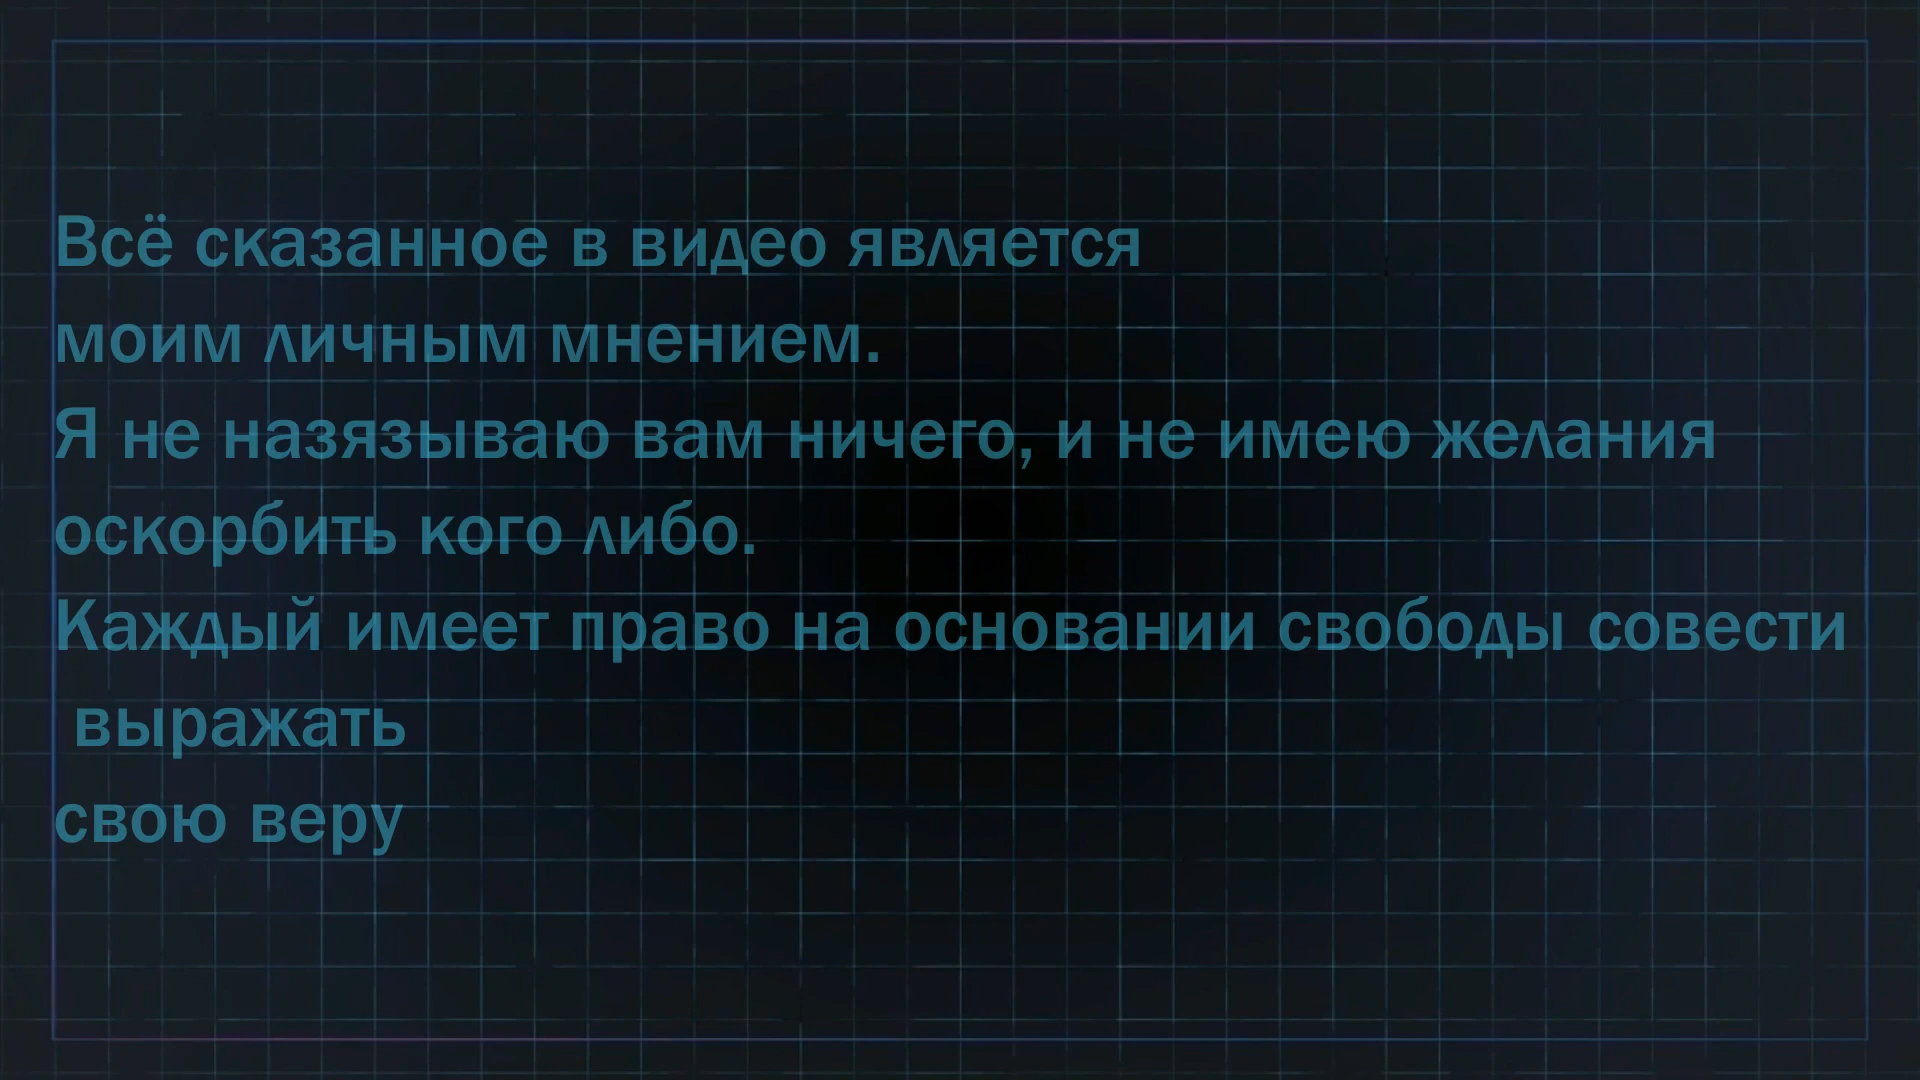 Всё сказанное в видео является
моим личным мнением.
Я не назязываю вам ничего, и не имею желания
оскорбить кого либо.
Каждый имеет право на основании свободы совести
выражать
свою веру